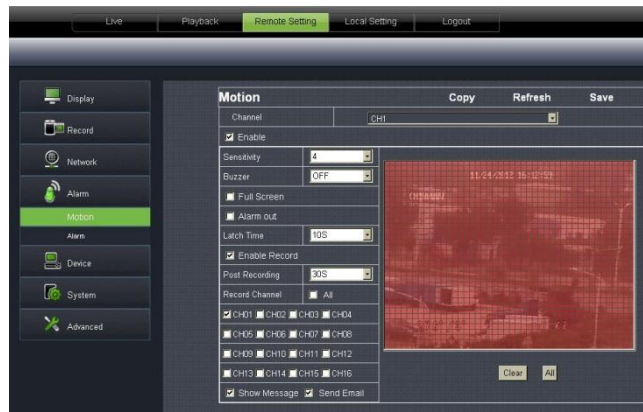 Live Playback Remote Setting Local Setting Logout
Display
Record
Network
Alarm
Motion
Alarm
Device
System
Advanced
Motion Copy Refresh Save
Channel CH1
Enable
Sensitivity 4
Buzzer OFF
Full Screen
Alarm out
Latch Time 10S
Enable Record
Post Recording 30S
Record Channel All
CH01 CH02 CH03 CH04
CH05 CH06 CH07 CH08
CH09 CH10 CH11 CH12
CH13 CH14 CH15 CH16
Show Message Send Email
Clear All